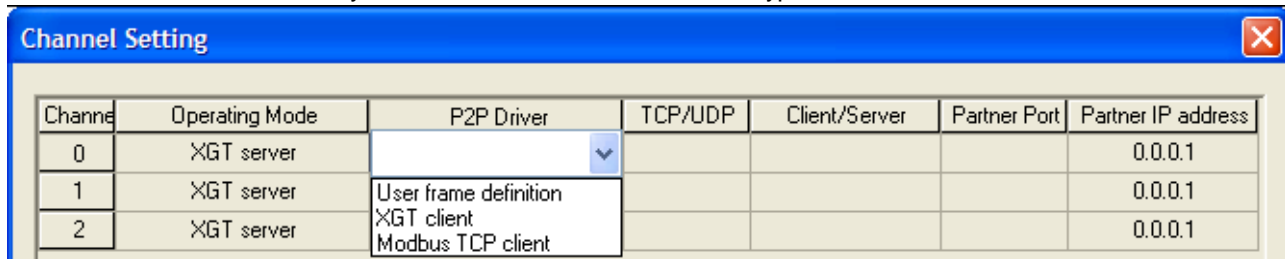 Channel Setting
Channe Operating Mode P2P Driver TCP/UDP Client/Server Partner Port Partner IP address
0 XGT server 0.0.0.1
1 XGT server User frame definition 0.0.0.1
XGT client
2 XGT server Modbus TCP client 0.0.0.1